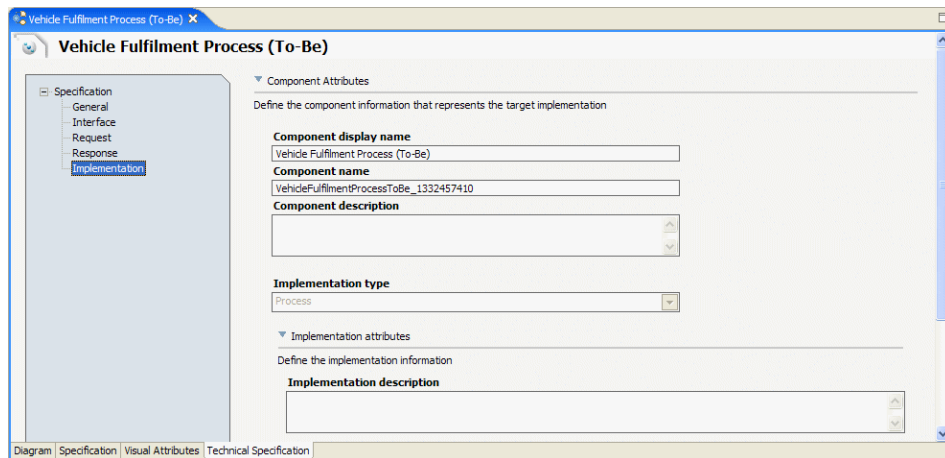 Vehicle Fulfilment Process (To-Be)
Vehicle Fulfilment Process (To-Be)
Specification
General
Interface
Request
Response
Implementation
Component Attributes
Define the component information that represents the target implementation
Component display name
Vehicle Fulfilment Process (To-Be)
Component name
VehicleFulfilmentProcessToBe_1332457410
Component description
Implementation type
Process
Implementation attributes
Define the implementation information
Implementation description
Diagram Specification Visual Attributes Technical Specification